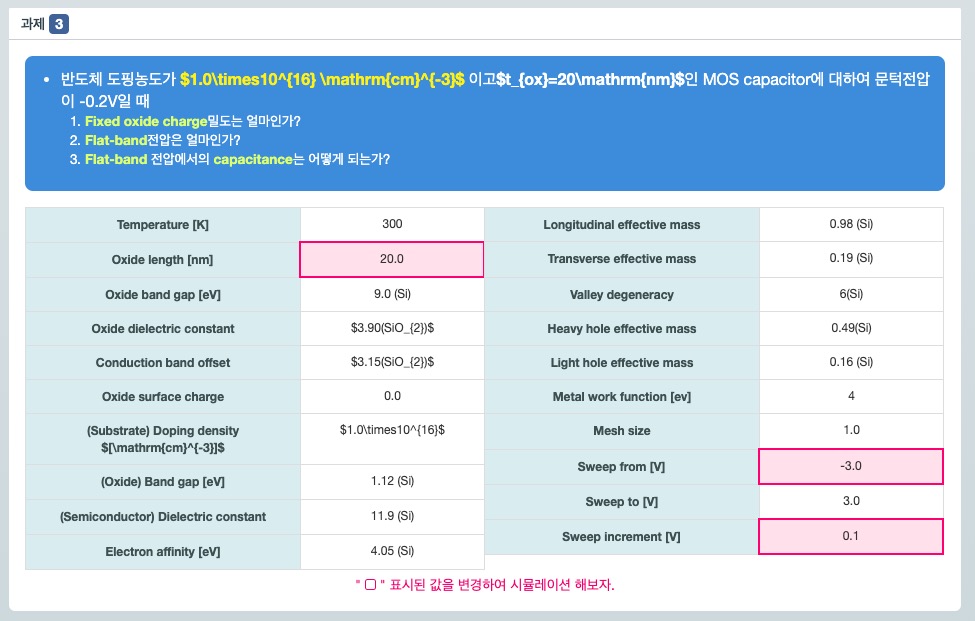 과제 3
• 반도체 도핑농도가 $1.0\times10^{16} \mathrm{cm}^{-3}$ 이고$t_{ox}=20\mathrm{nm}$인 MOS capacitor에 대하여 문턱전압
이 -0.2V일 때
1. Fixed oxide charge밀도는 얼마인가?
2. Flat-band전압은 얼마인가?
3. Flat-band 전압에서의 capacitance는 어떻게 되는가?
Temperature [K] 300 Longitudinal effective mass 0.98 (Si)
Oxide length [nm] 20.0 Transverse effective mass 0.19 (Si)
Oxide band gap [eV] 9.0 (Si) Valley degeneracy 6(Si)
Oxide dielectric constant $3.90(SiO_{2})$ Heavy hole effective mass 0.49(Si)
Conduction band offset $3.15(SiO_{2})$ Light hole effective mass 0.16 (Si)
Oxide surface charge 0.0 Metal work function [ev] 4
(Substrate) Doping density $1.0\times10^{16}$ Mesh size 1.0
$[\mathrm{cm}^{-3}]$
Sweep from [V] -3.0
(Oxide) Band gap [eV] 1.12 (Si) Sweep to [V] 3.0
(Semiconductor) Dielectric constant 11.9 (Si) Sweep increment [V] 0.1
Electron affinity [eV] 4.05 (Si)
" ▢ " 표시된 값을 변경하여 시뮬레이션 해보자.